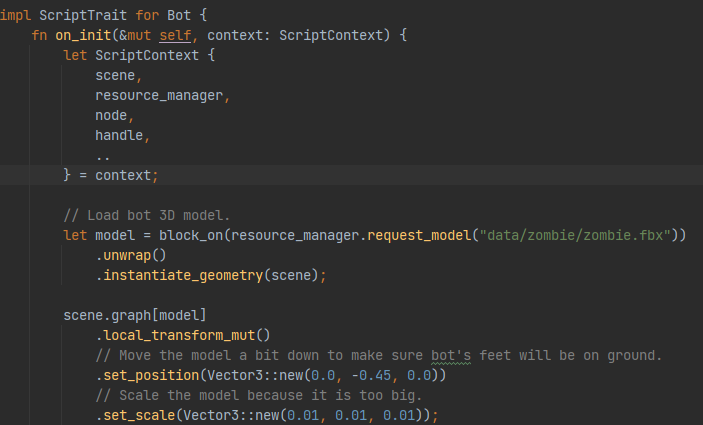 impl ScriptTrait for Bot {
    fn on_init(&mut self, context: ScriptContext) {
        let ScriptContext {
            scene,
            resource_manager,
            node,
            handle,
            ..
        } = context;
        // Load bot 3D model.
        let model = block_on(resource_manager.request_model("data/zombie/zombie.fbx"))
            .unwrap()
            .instantiate_geometry(scene);
        scene.graph[model]
            .local_transform_mut()
            // Move the model a bit down to make sure bot's feet will be on ground.
            .set_position(Vector3::new(0.0, -0.45, 0.0))
            // Scale the model because it is too big.
            .set_scale(Vector3::new(0.01, 0.01, 0.01));